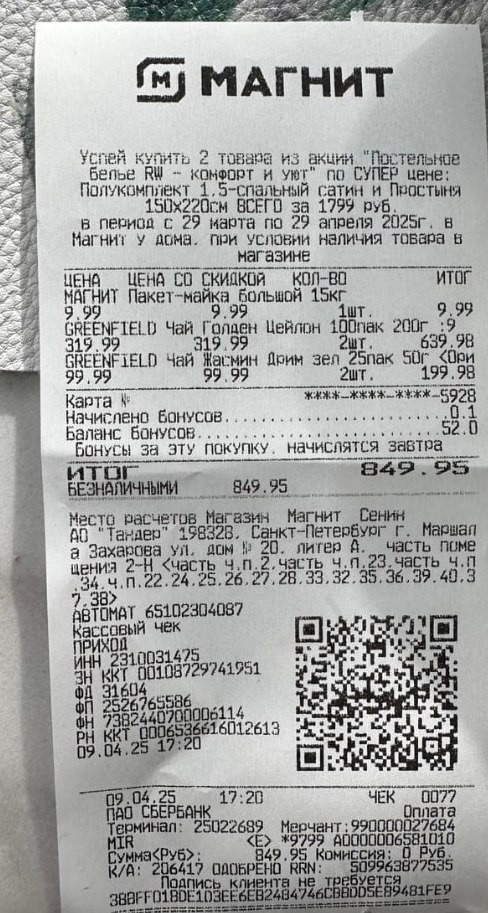 М МАГНИТ
Успей купить 2 товара из акции "Постельное
белье RW - комфорт и уют" по СУПЕР цене:
Полукомплект 1,5-спальный сатин и Простыня
150х220см ВСЕГО за 1799 руб.
в период с 29 марта по 29 апреля 2025г. в
Магнит у дома. при условии наличия товара в
магазине
ЦЕНА ЦЕНА СО СКИДКОЙ КОЛ-ВО ИТОГ
МАГНИТ Пакет-майка большой 15кг
9.99 9.99 1шт. 9.99
GREENFIELD Чай Голден Цейлон 100пак 200г :9
319.99 319.99 2шт. 639.98
GREENFIELD Чай Жасмин Дрим зел 25пак 50г <Ори
99.99 99.99 2шт. 199.98
Карта № ****-****-****-5928
Начислено бонусов 0.1
Баланс бонусов 52.0
Бонусы за эту покупку. начислятся завтра
ИТОГ 849.95
БЕЗНАЛИЧНЫМИ 849.95
Место расчетов Магазин Магнит Сенин
АО "Тандер" 198328, Санкт-Петербург г. Маршал
а Захарова ул. дом № 20. литер А. часть поме
щения 2-Н <часть ч.п.2.часть ч.п.23.часть ч.п
.34.ч.п.22.24.25.26.27.28.33.32.35.36.39.40.3
7.38>
АВТОМАТ 65102304087
Кассовый чек
ПРИХОД
ИНН 2310031475
ЗН ККТ 00108729741951
ФД 31604
ФП 2526765586
ФН 7382440700006114
РН ККТ 0006536616012613
09.04.25 17:20
09.04.25 17:20 ЧЕК 0077
ПАО СБЕРБАНК Оплата
Терминал: 25022689 Мерчант:990000027684
MIR <E> *9799 A0000006581010
Сумма<Руб>: 849.95 Комиссия: 0 Руб.
К/А: 206417 ОДОБРЕНО RRN: 509963877535
Подпись клиента не требуется